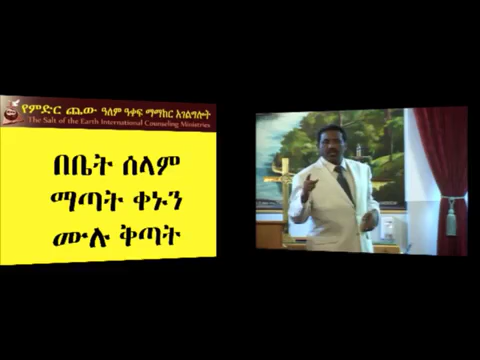 የምድር ጨው ዓለም ዓቀፍ ማማከር አገልግሎት
The Salt of the Earth International Counseling Ministries
በቤት ሰላም
ማጣት ቀኑን
ሙሉ ቅጣት